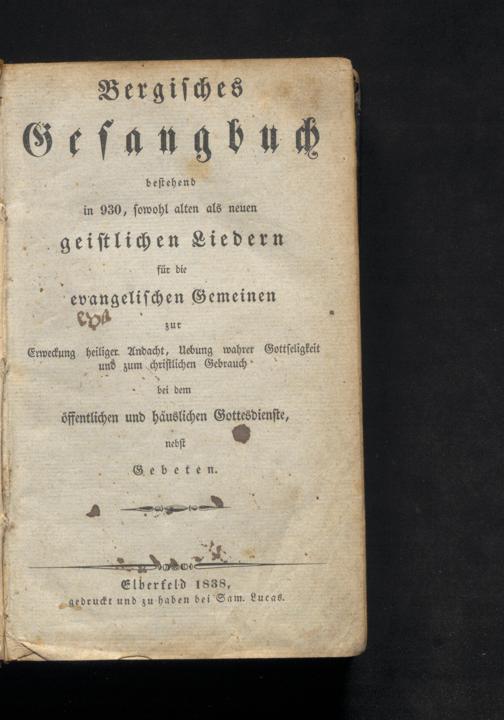 Bergisches
Gesangbuch
bestehend
in 930, sowohl alten als neuen
geistlichen Liedern
für die
evangelischen Gemeinen
zur
Erweckung heiliger Andacht, Uebung wahrer Gottseligkeit
und zum christlichen Gebrauch
bei dem
öffentlichen und häuslichen Gottesdienste,
nebst
Gebeten.
Elberfeld 1838,
gedruckt und zu haben bei Sam. Lucas.